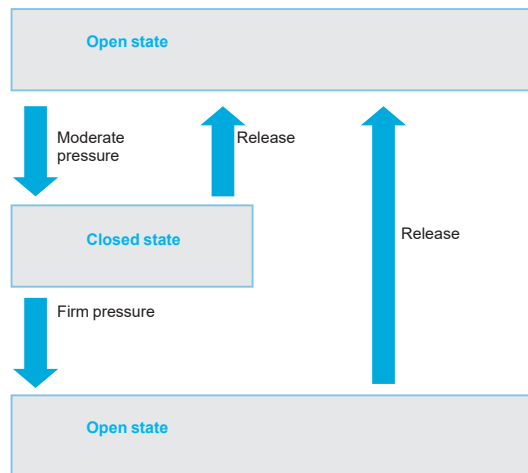 Open state
Moderate
pressure
Release
Closed state
Release
Firm pressure
Open state